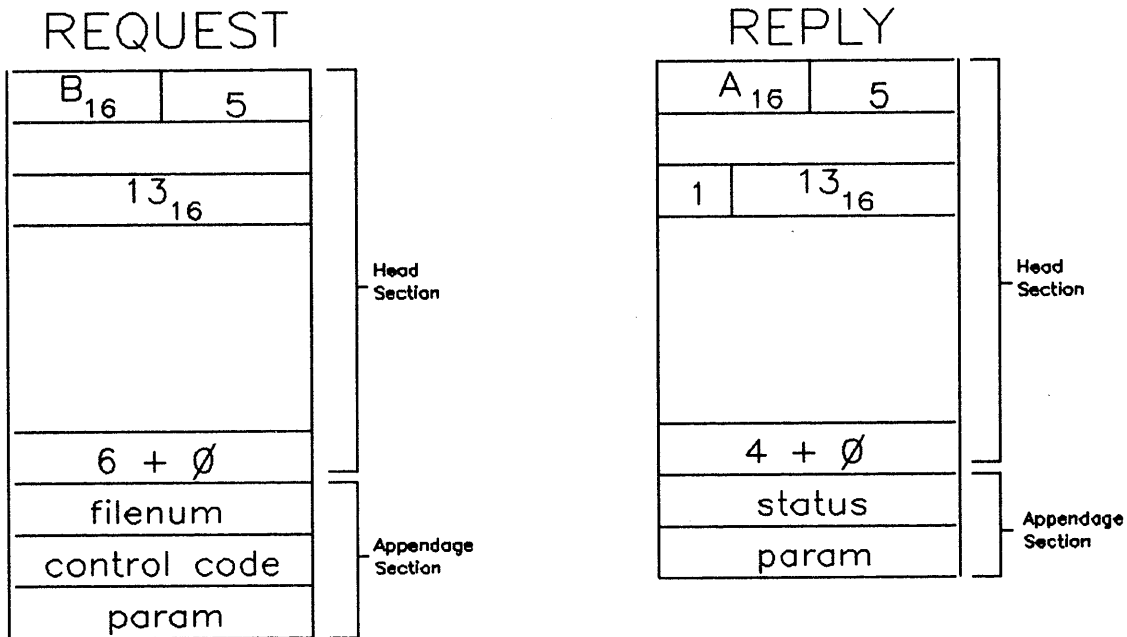 REQUEST
B₁₆ 5
13₁₆
6 + Ø
filenum
control code
param
Head
Section
Appendage
Section
REPLY
A₁₆ 5
1 13₁₆
4 + Ø
status
param
Head
Section
Appendage
Section